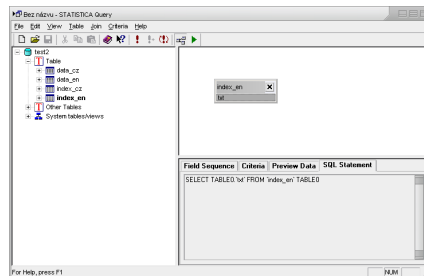 Bez názvu - STATISTICA Query
File Edit View Table Join Criteria Help
test2
Table
data_cz
data_en
index_cz
index_en
Other Tables
System tables/views
index_en
txt
Field Sequence Criteria Preview Data SQL Statement
SELECT TABLE0.'txt' FROM 'index_en' TABLE0
For Help, press F1
NUM